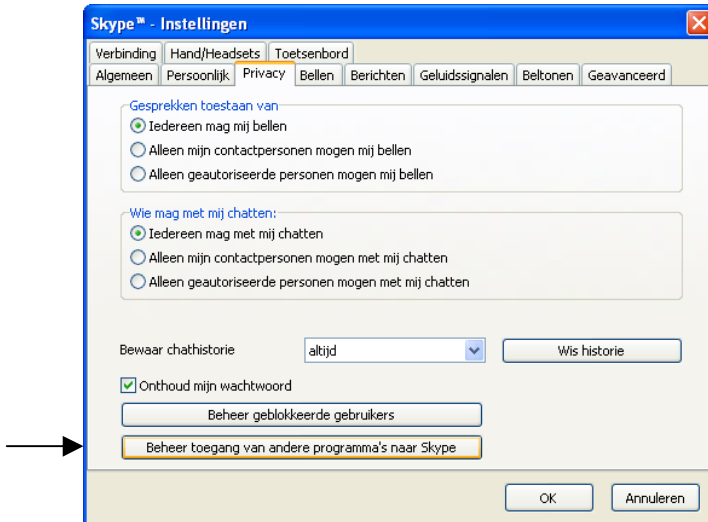 Skype™ - Instellingen
Verbinding Hand/Headsets Toetsenbord
Algemeen Persoonlijk Privacy Bellen Berichten Geluidssignalen Beltonen Geavanceerd
Gesprekken toestaan van
Iedereen mag mij bellen
Alleen mijn contactpersonen mogen mij bellen
Alleen geautoriseerde personen mogen mij bellen
Wie mag met mij chatten:
Iedereen mag met mij chatten
Alleen mijn contactpersonen mogen met mij chatten
Alleen geautoriseerde personen mogen met mij chatten
Bewaar chathistorie altijd Wis historie
Onthoud mijn wachtwoord
Beheer geblokkeerde gebruikers
Beheer toegang van andere programma's naar Skype
OK Annuleren